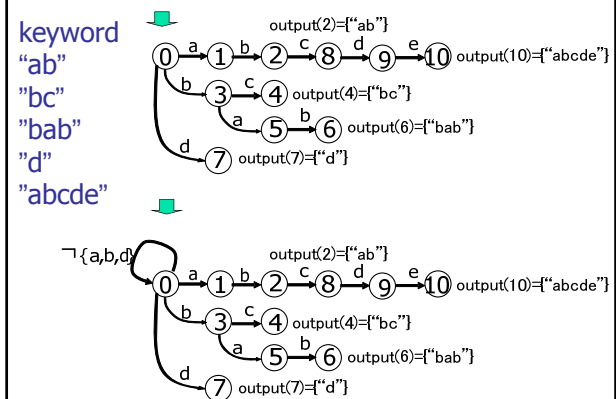 keyword
“ab”
”bc”
”bab”
”d”
”abcde”
output(2)={“ab”}
0 a 1 b 2 c 8 d 9 e 10 output(10)={“abcde”}
b 3 c 4 output(4)={“bc”}
a 5 b 6 output(6)={“bab”}
d 7 output(7)={“d”}
¬{a,b,d}
output(2)={“ab”}
0 a 1 b 2 c 8 d 9 e 10 output(10)={“abcde”}
b 3 c 4 output(4)={“bc”}
a 5 b 6 output(6)={“bab”}
d 7 output(7)={“d”}